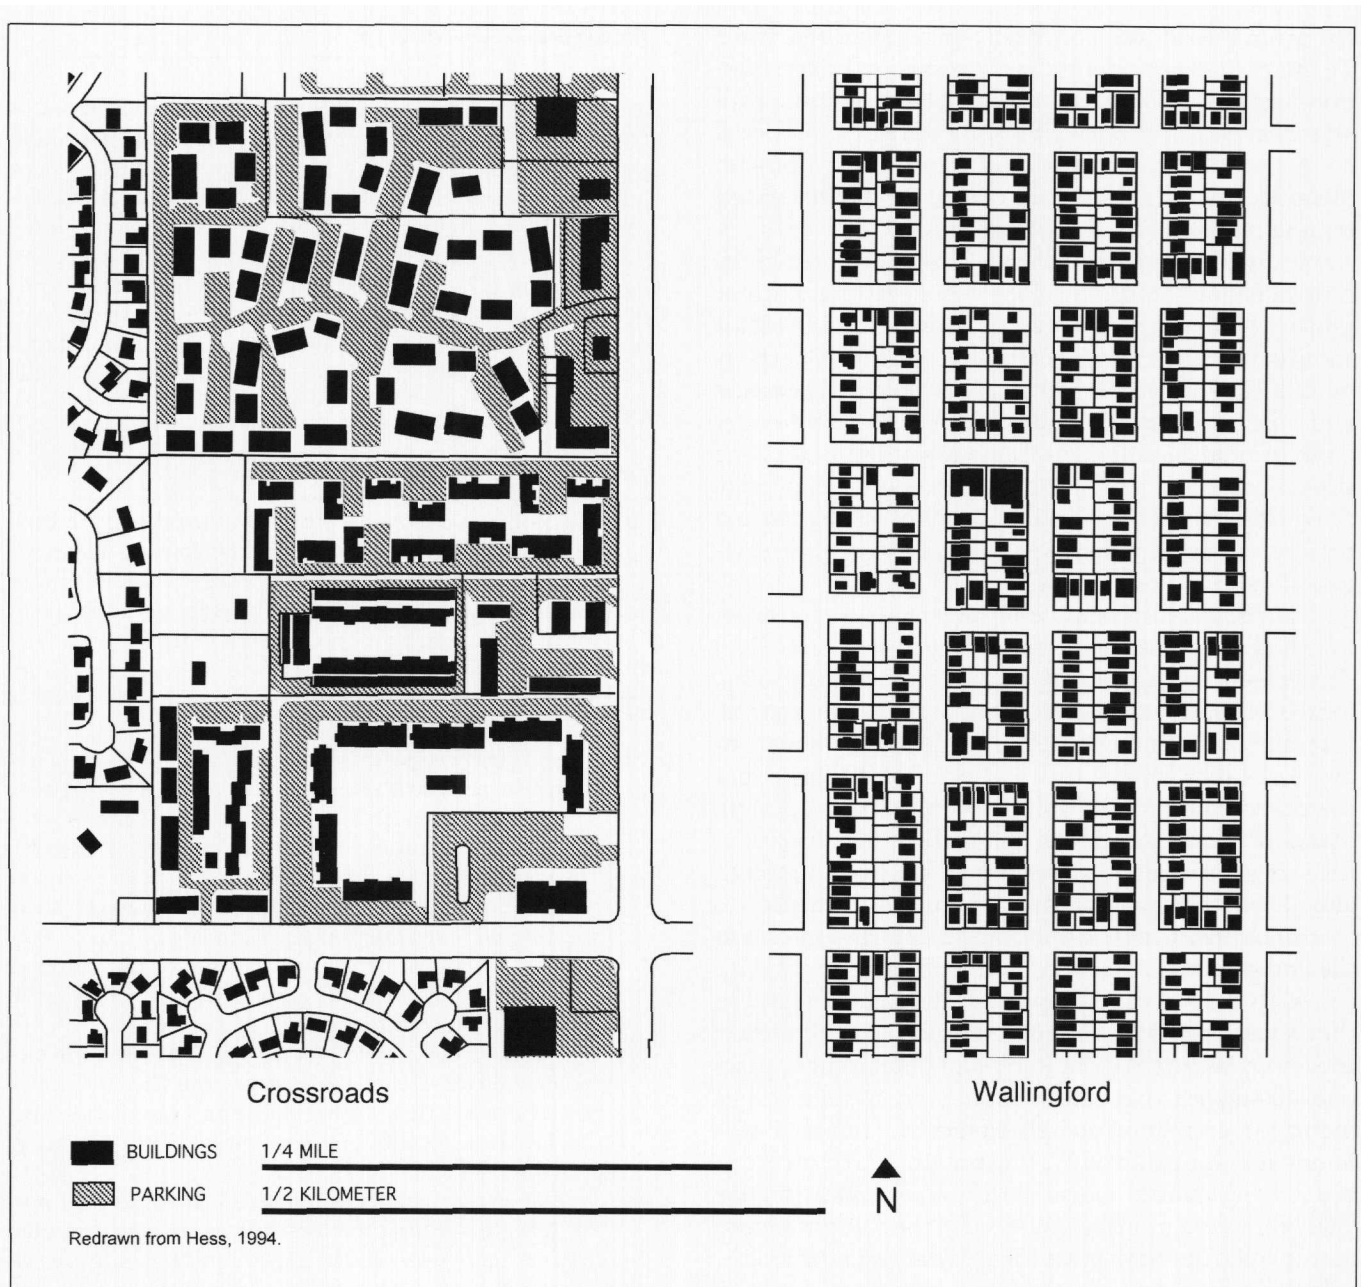 Crossroads
Wallingford
BUILDINGS
1/4 MILE
PARKING
1/2 KILOMETER
N
Redrawn from Hess, 1994.